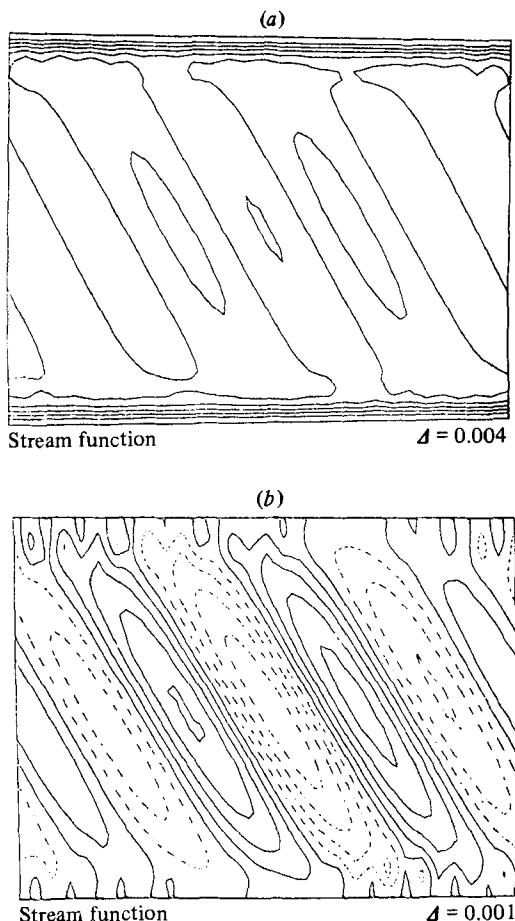 (a)
Stream function Δ = 0.004
(b)
Stream function Δ = 0.001